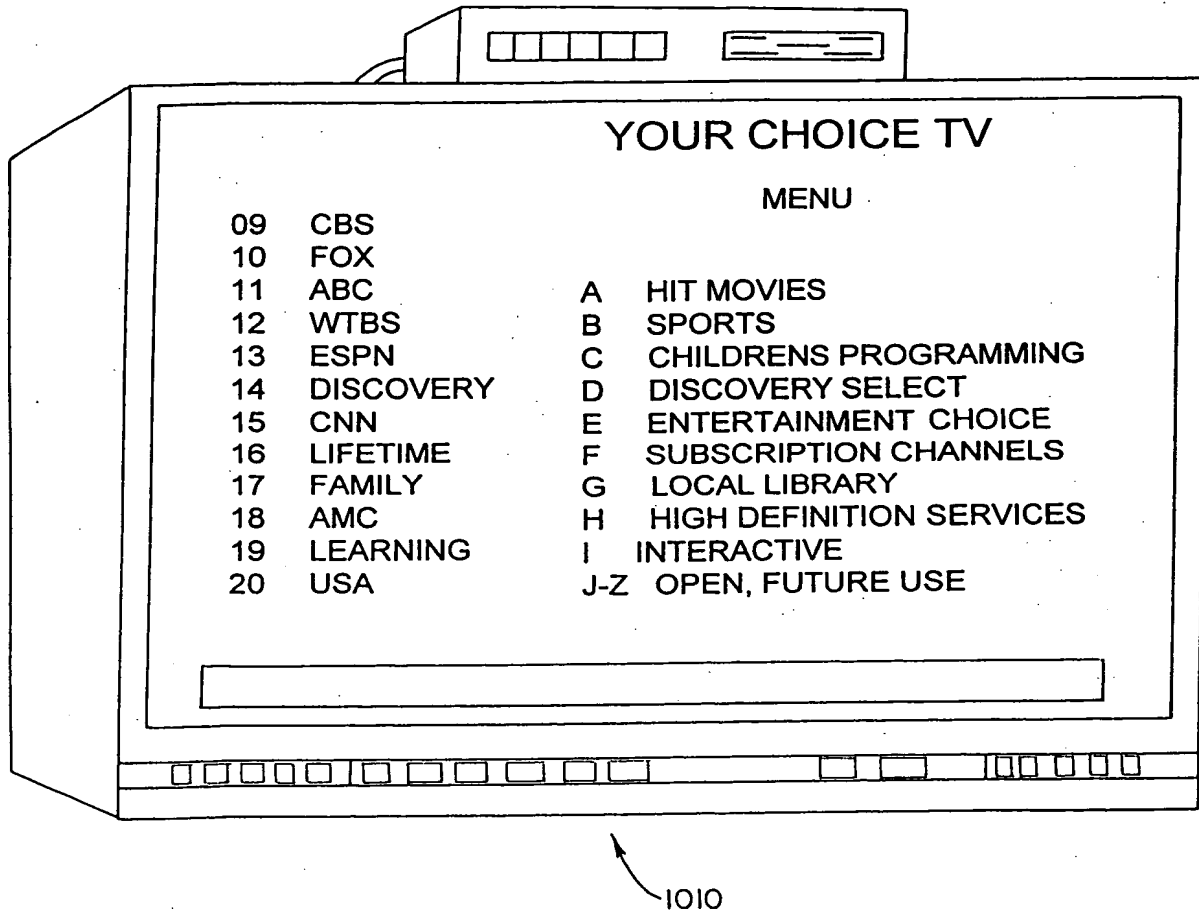 YOUR CHOICE TV
MENU
09 CBS
10 FOX
11 ABC
12 WTBS
13 ESPN
14 DISCOVERY
15 CNN
16 LIFETIME
17 FAMILY
18 AMC
19 LEARNING
20 USA
A HIT MOVIES
B SPORTS
C CHILDRENS PROGRAMMING
D DISCOVERY SELECT
E ENTERTAINMENT CHOICE
F SUBSCRIPTION CHANNELS
G LOCAL LIBRARY
H HIGH DEFINITION SERVICES
I INTERACTIVE
J-Z OPEN, FUTURE USE
1010